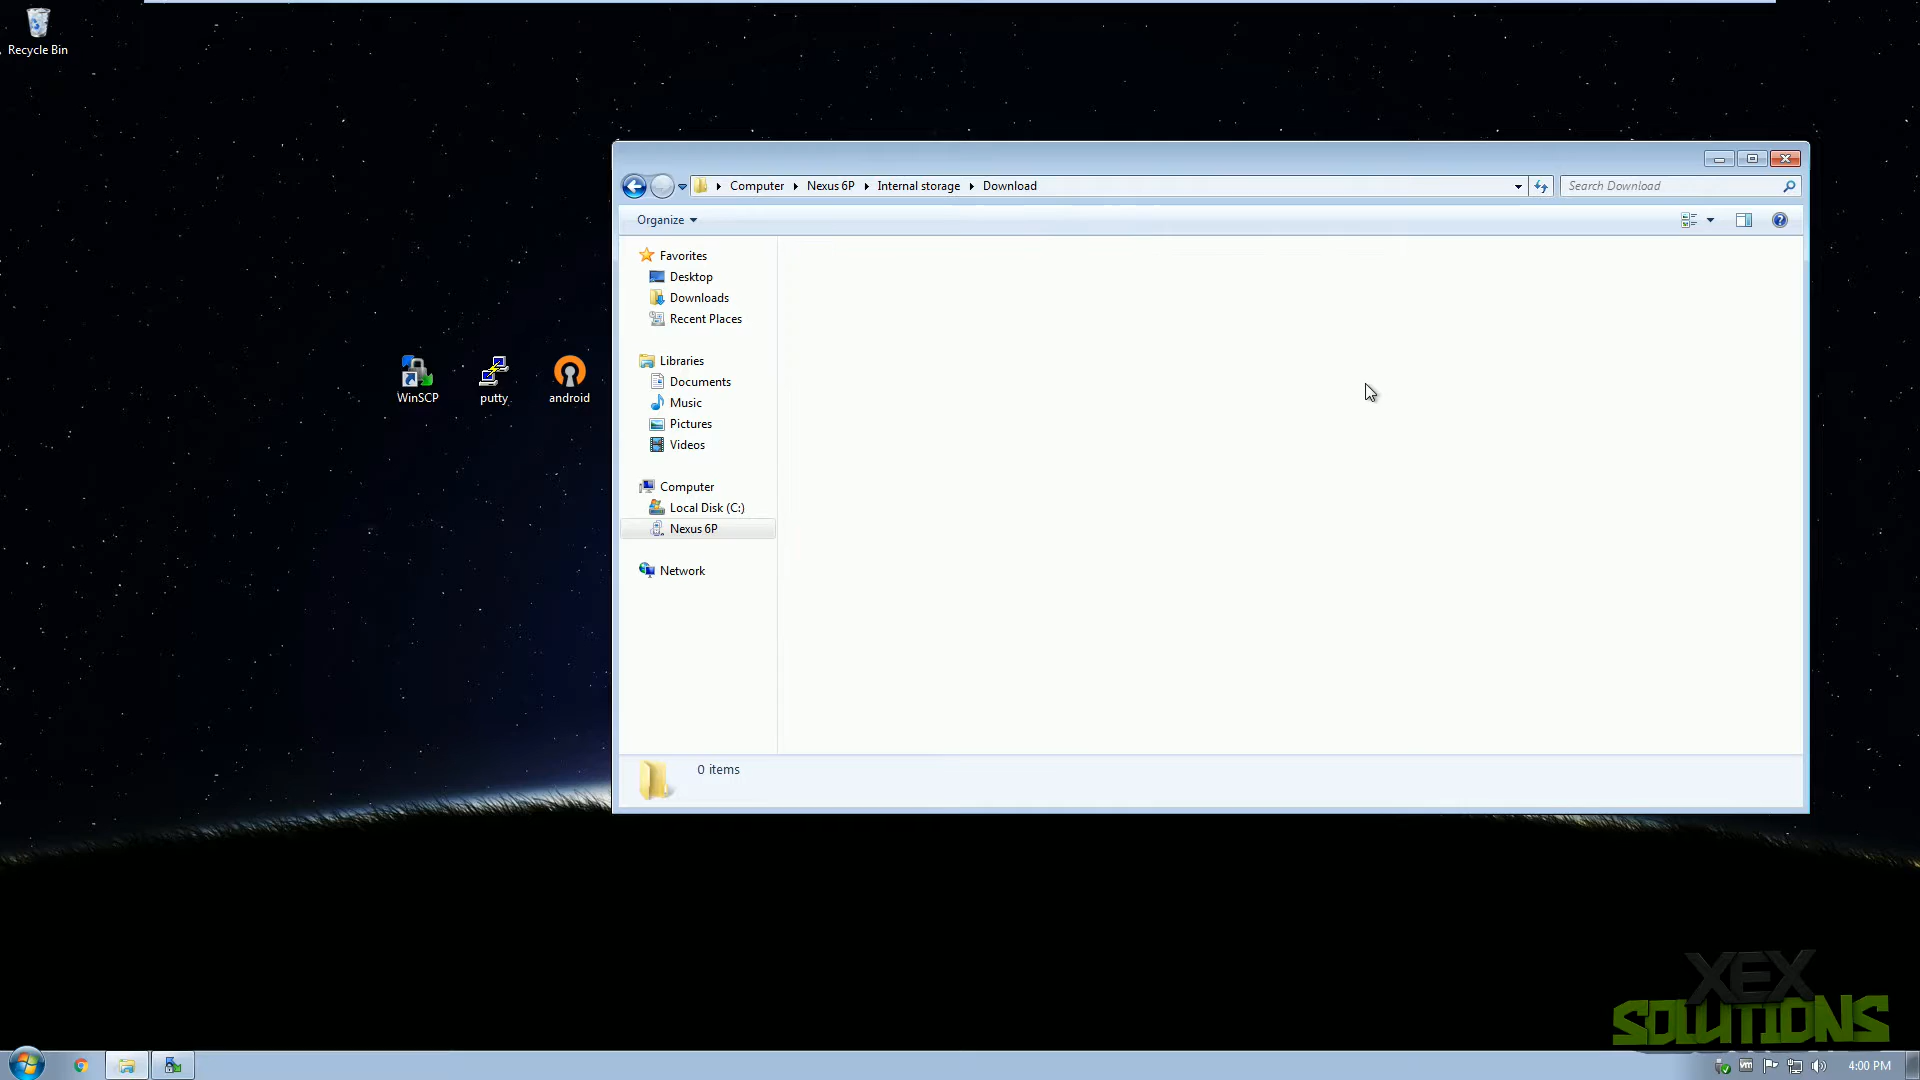 Recycle Bin
Computer Nexus 6P Internal storage Download
Search Download
Organize
Favorites
Desktop
Downloads
Recent Places
Libraries
Documents
Music
Pictures
Videos
Computer
Local Disk (C:)
Nexus 6P
Network
WinSCP
putty
android
0 items
XEX
SOLUTIONS
4:00 PM